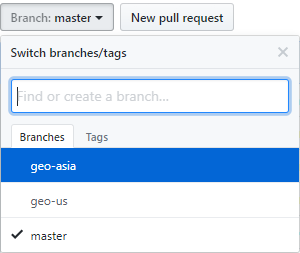 Branch: master
New pull request
Switch branches/tags
Find or create a branch...
Branches
Tags
geo-asia
geo-us
master